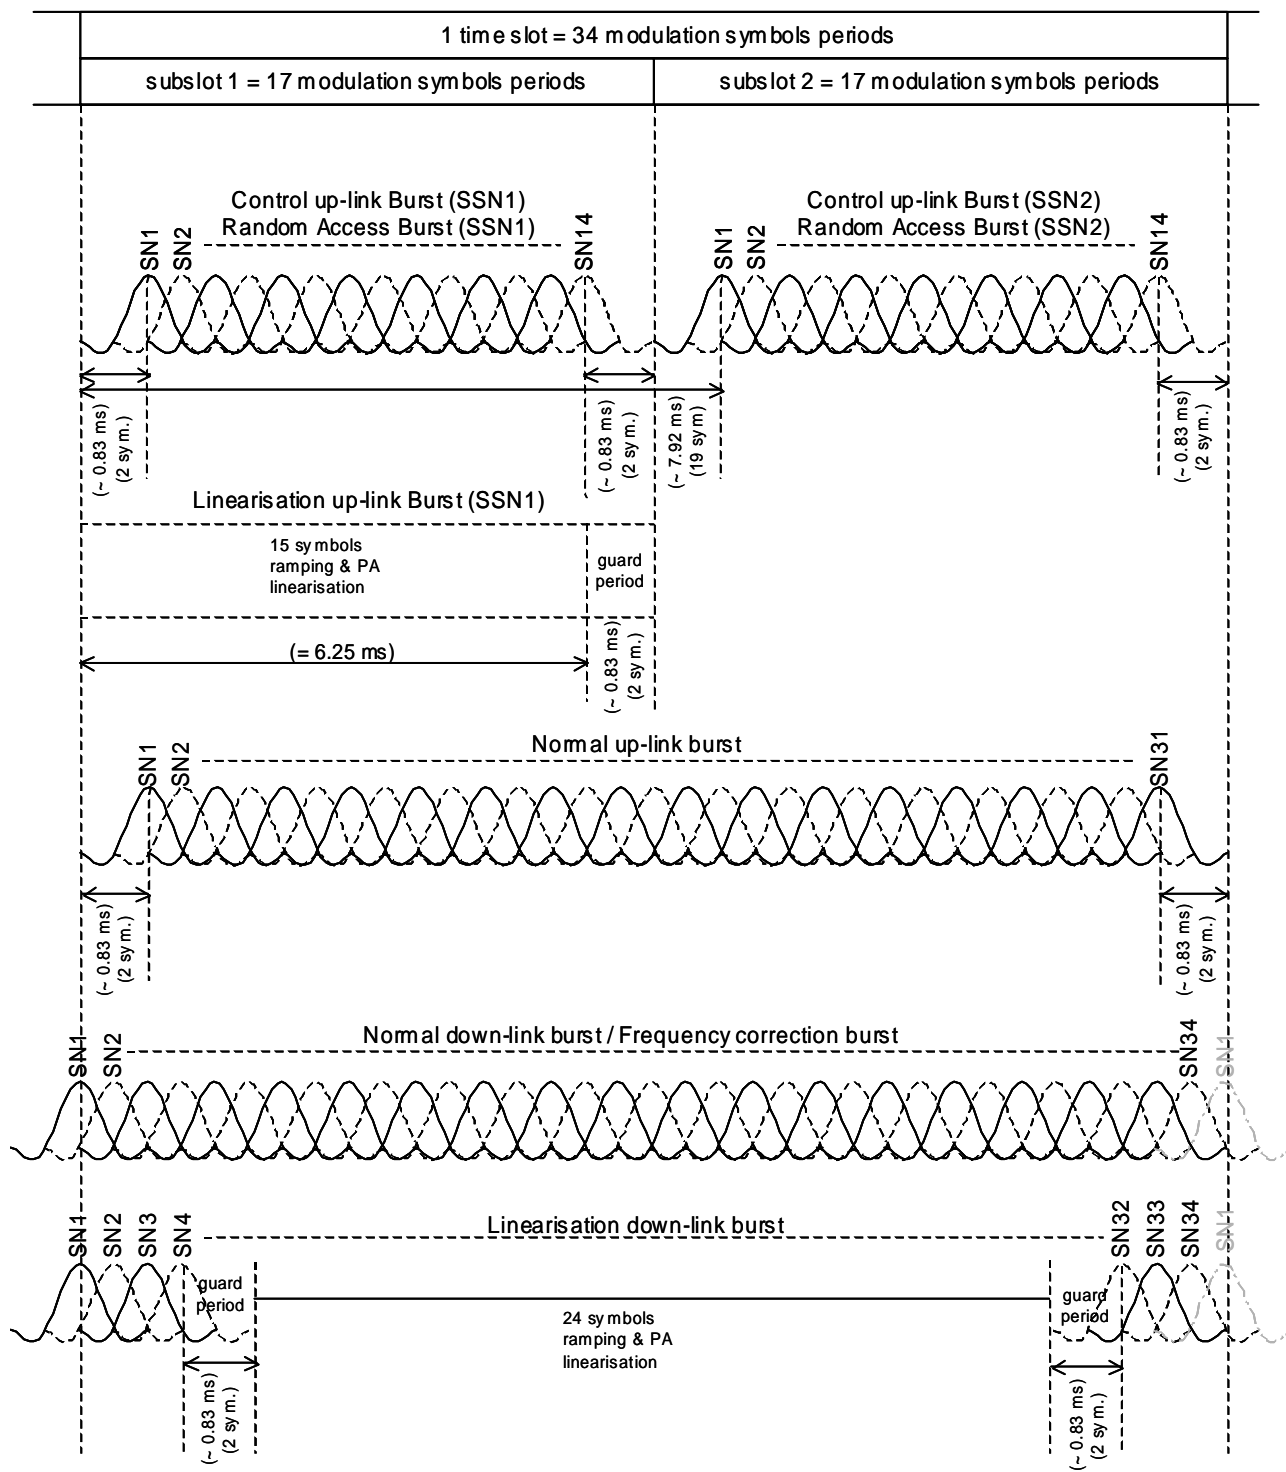 1 time slot = 34 modulation symbols periods
subslot 1 = 17 modulation symbols periods
subslot 2 = 17 modulation symbols periods
Control up-link Burst (SSN1)
Random Access Burst (SSN1)
Control up-link Burst (SSN2)
Random Access Burst (SSN2)
SN1
SN2
SN14
SN1
SN2
SN14
(~ 0.83 ms)
(2 sym.)
(~ 0.83 ms)
(2 sym.)
(~ 7.92 ms)
(19 sym)
(~ 0.83 ms)
(2 sym.)
Linearisation up-link Burst (SSN1)
15 symbols
ramping & PA
linearisation
guard
period
(= 6.25 ms)
(~ 0.83 ms)
(2 sym.)
Normal up-link burst
SN1
SN2
SN31
(~ 0.83 ms)
(2 sym.)
(~ 0.83 ms)
(2 sym.)
Normal down-link burst / Frequency correction burst
SN1
SN2
SN34
SN1
Linearisation down-link burst
SN1
SN2
SN3
SN4
SN32
SN33
SN34
SN1
guard
period
24 symbols
ramping & PA
linearisation
guard
period
(~ 0.83 ms)
(2 sym.)
(~ 0.83 ms)
(2 sym.)